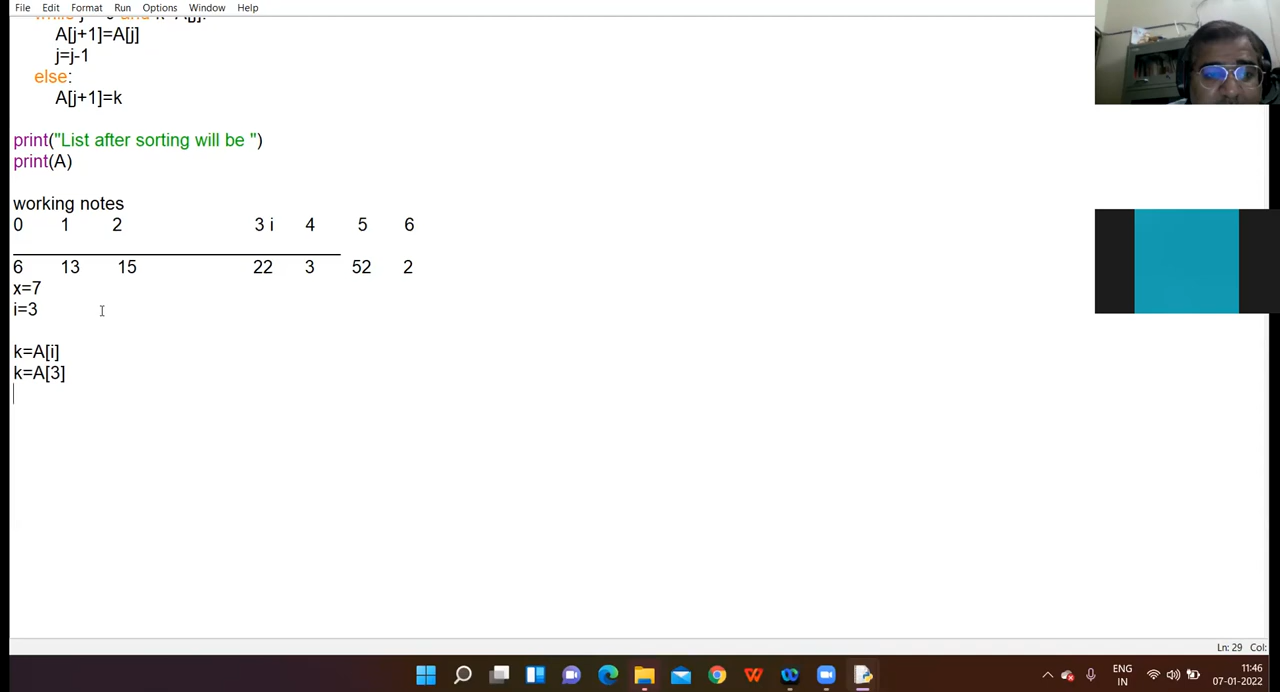 File Edit Format Run Options Window Help
A[j+1]=A[j]
j=j-1
else:
A[j+1]=k
print("List after sorting will be ")
print(A)
working notes
0 1 2 3 i 4 5 6
6 13 15 22 3 52 2
x=7
i=3
k=A[i]
k=A[3]
Ln: 29 Col:
ENG 11:46
IN 07-01-2022